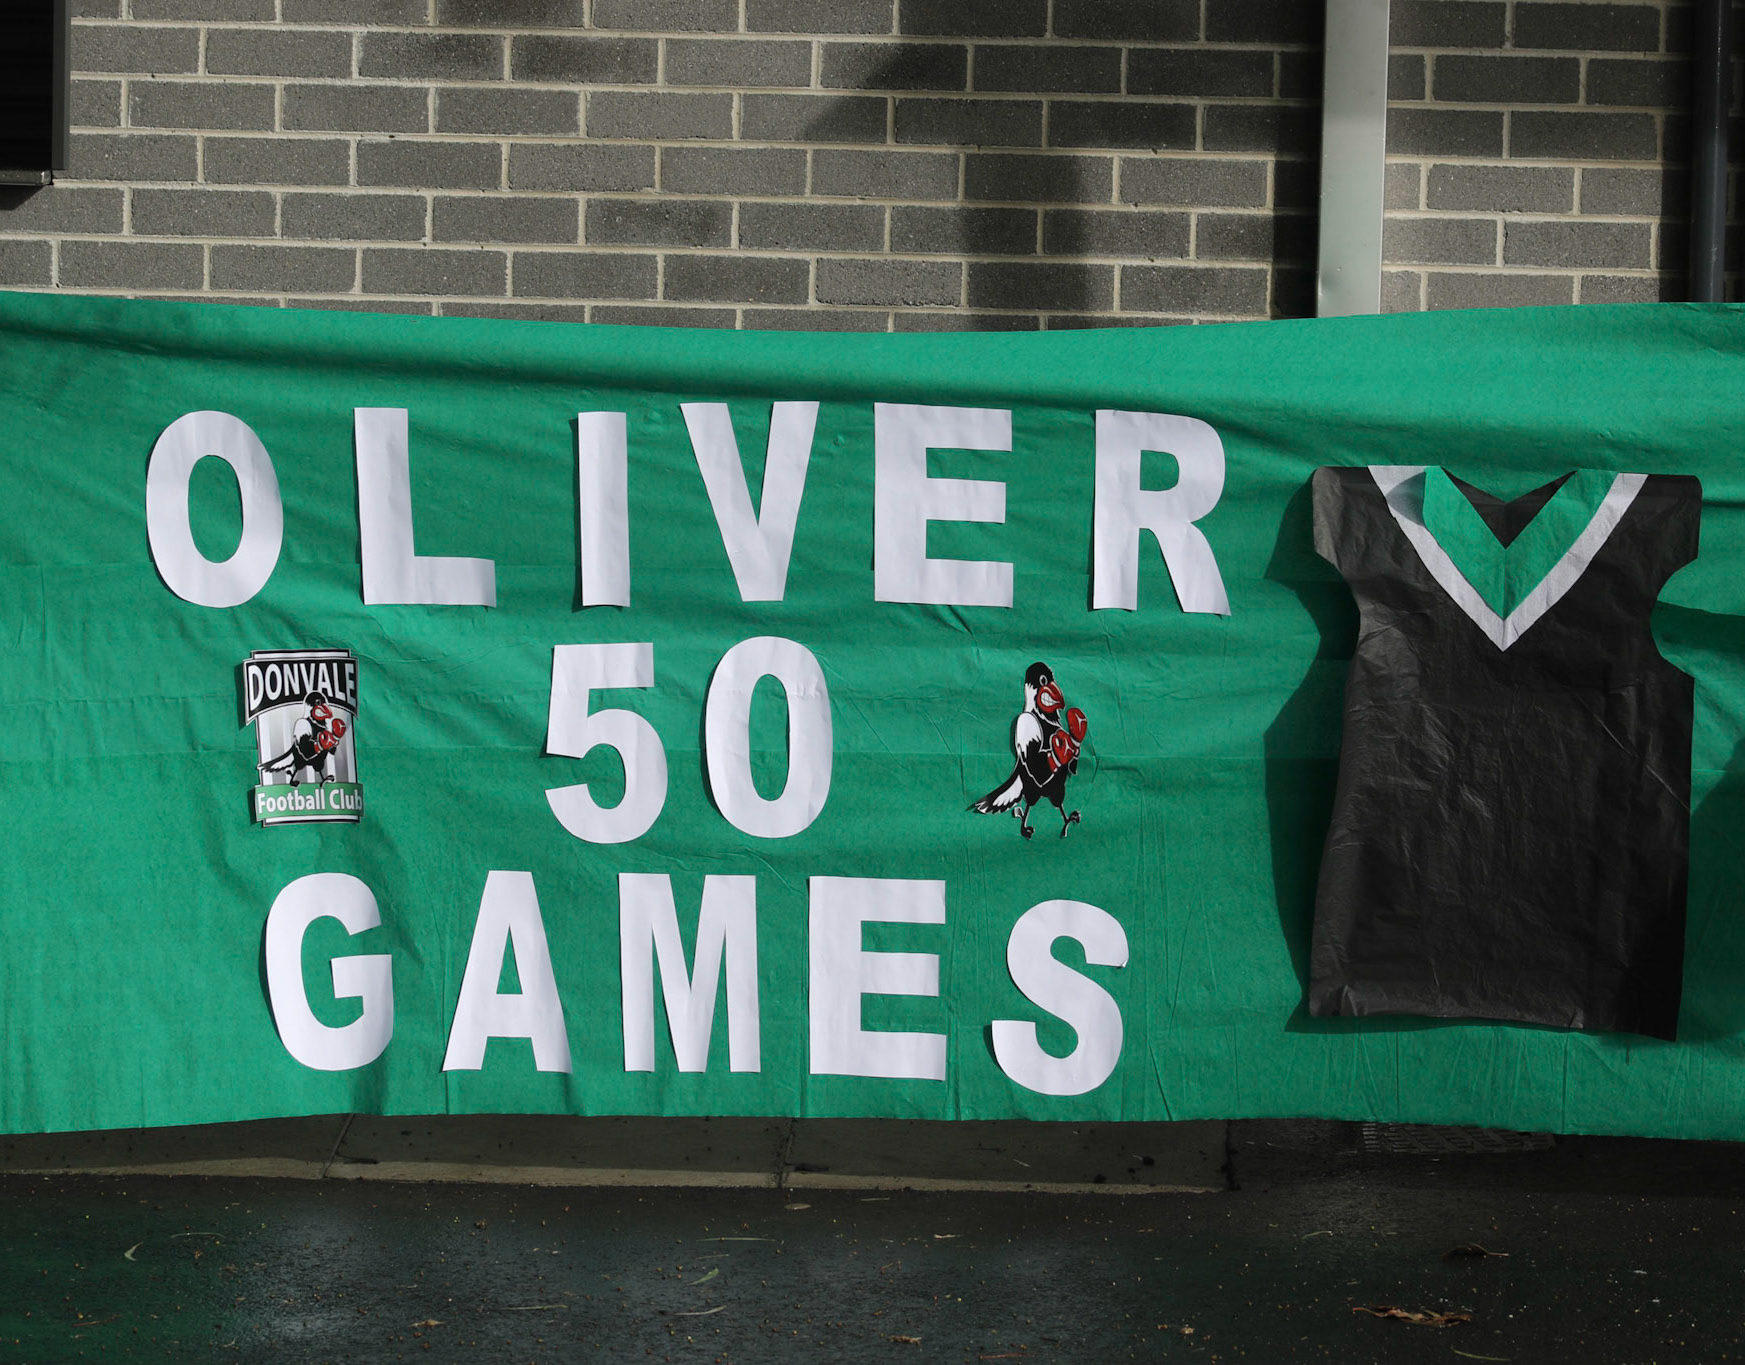 OLIVER
DONVALE
Football Club
50
GAMES